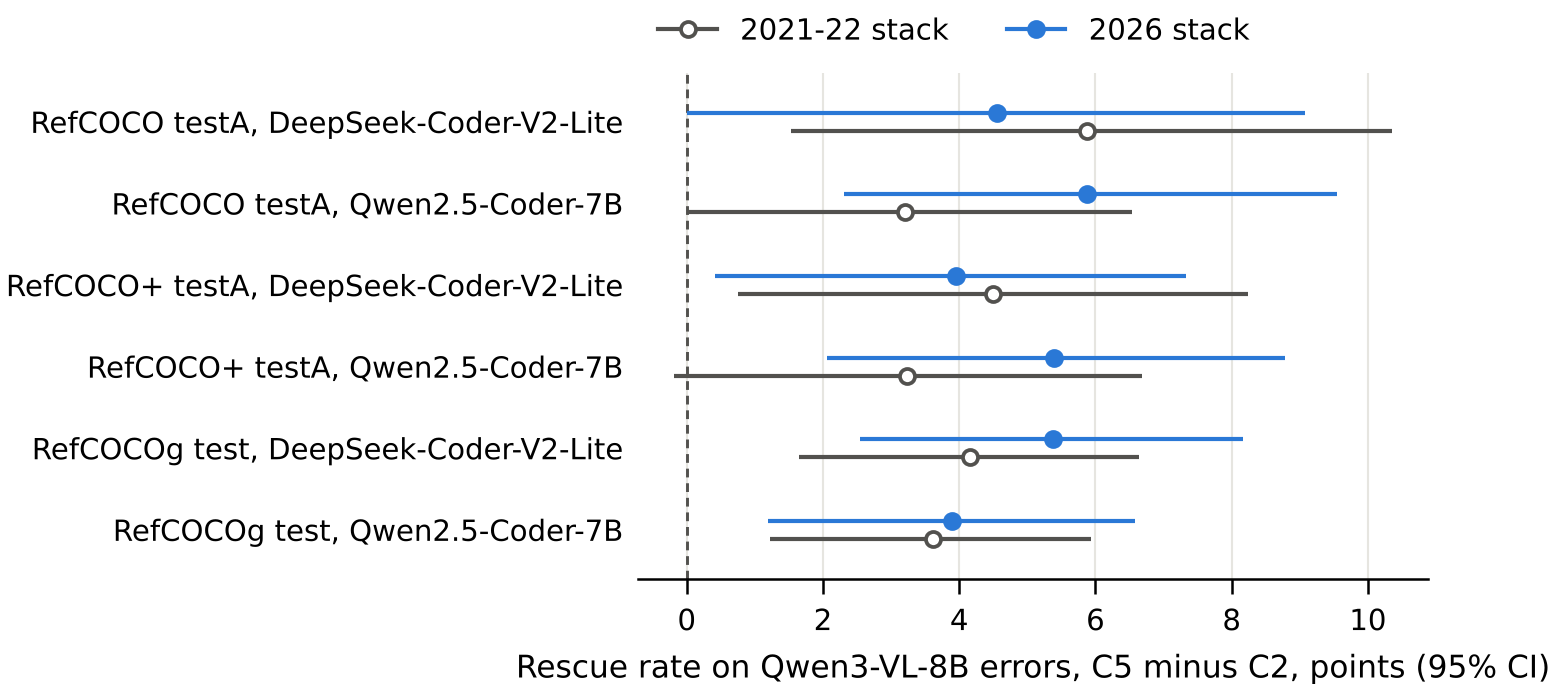 2021-22 stack 2026 stack
RefCOCO testA, DeepSeek-Coder-V2-Lite
RefCOCO testA, Qwen2.5-Coder-7B
RefCOCO+ testA, DeepSeek-Coder-V2-Lite
RefCOCO+ testA, Qwen2.5-Coder-7B
RefCOCOg test, DeepSeek-Coder-V2-Lite
RefCOCOg test, Qwen2.5-Coder-7B
0 2 4 6 8 10
Rescue rate on Qwen3-VL-8B errors, C5 minus C2, points (95% CI)